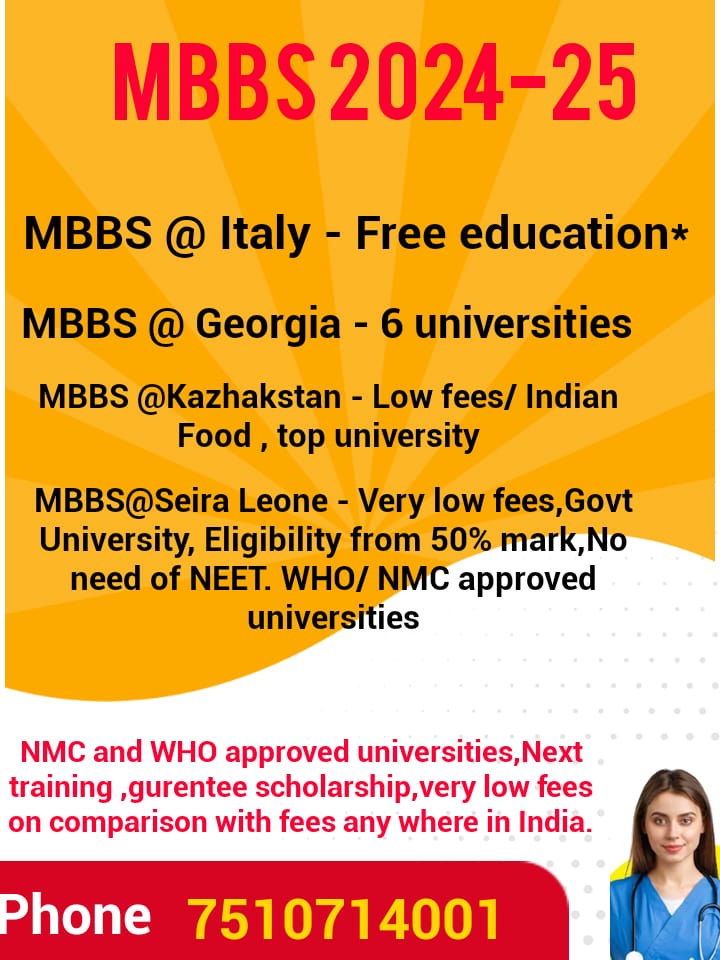 MBBS 2024-25
MBBS @ Italy - Free education*
MBBS @ Georgia - 6 universities
MBBS @Kazhakstan - Low fees/ Indian
Food , top university
MBBS@Seira Leone - Very low fees,Govt
University, Eligibility from 50% mark,No
need of NEET. WHO/ NMC approved
universities
NMC and WHO approved universities,Next
training ,gurentee scholarship,very low fees
on comparison with fees any where in India.
Phone 7510714001